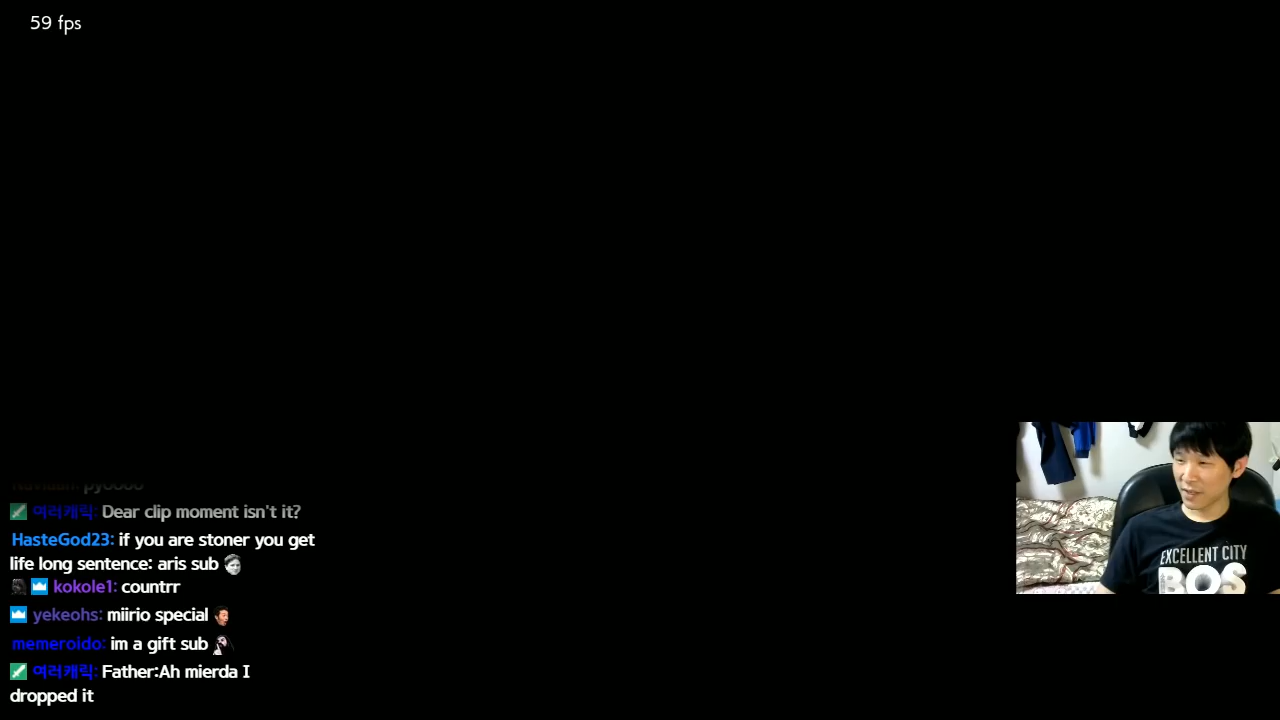 59 fps
Navidan: pyoooo
여러캐릭: Dear clip moment isn't it?
HasteGod23: if you are stoner you get
life long sentence: aris sub
kokole1: countrr
yekeohs: miirio special
memeroido: im a gift sub
여러캐릭: Father:Ah mierda I
dropped it
EXCELLENT CITY
BOS